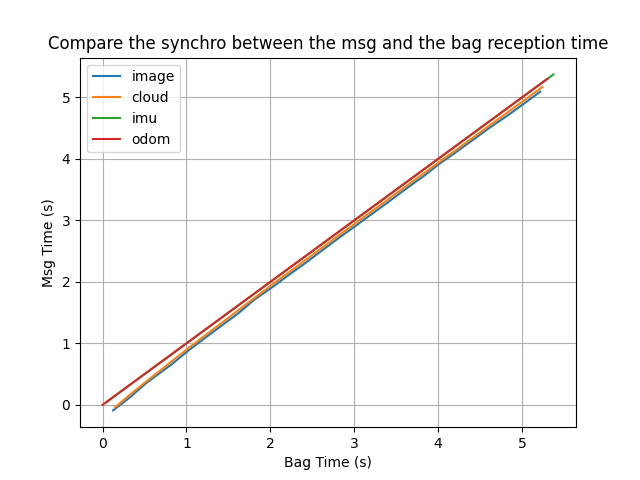 Compare the synchro between the msg and the bag reception time
image
cloud
imu
odom
5
4
3
2
1
0
Msg Time (s)
0 1 2 3 4 5
Bag Time (s)